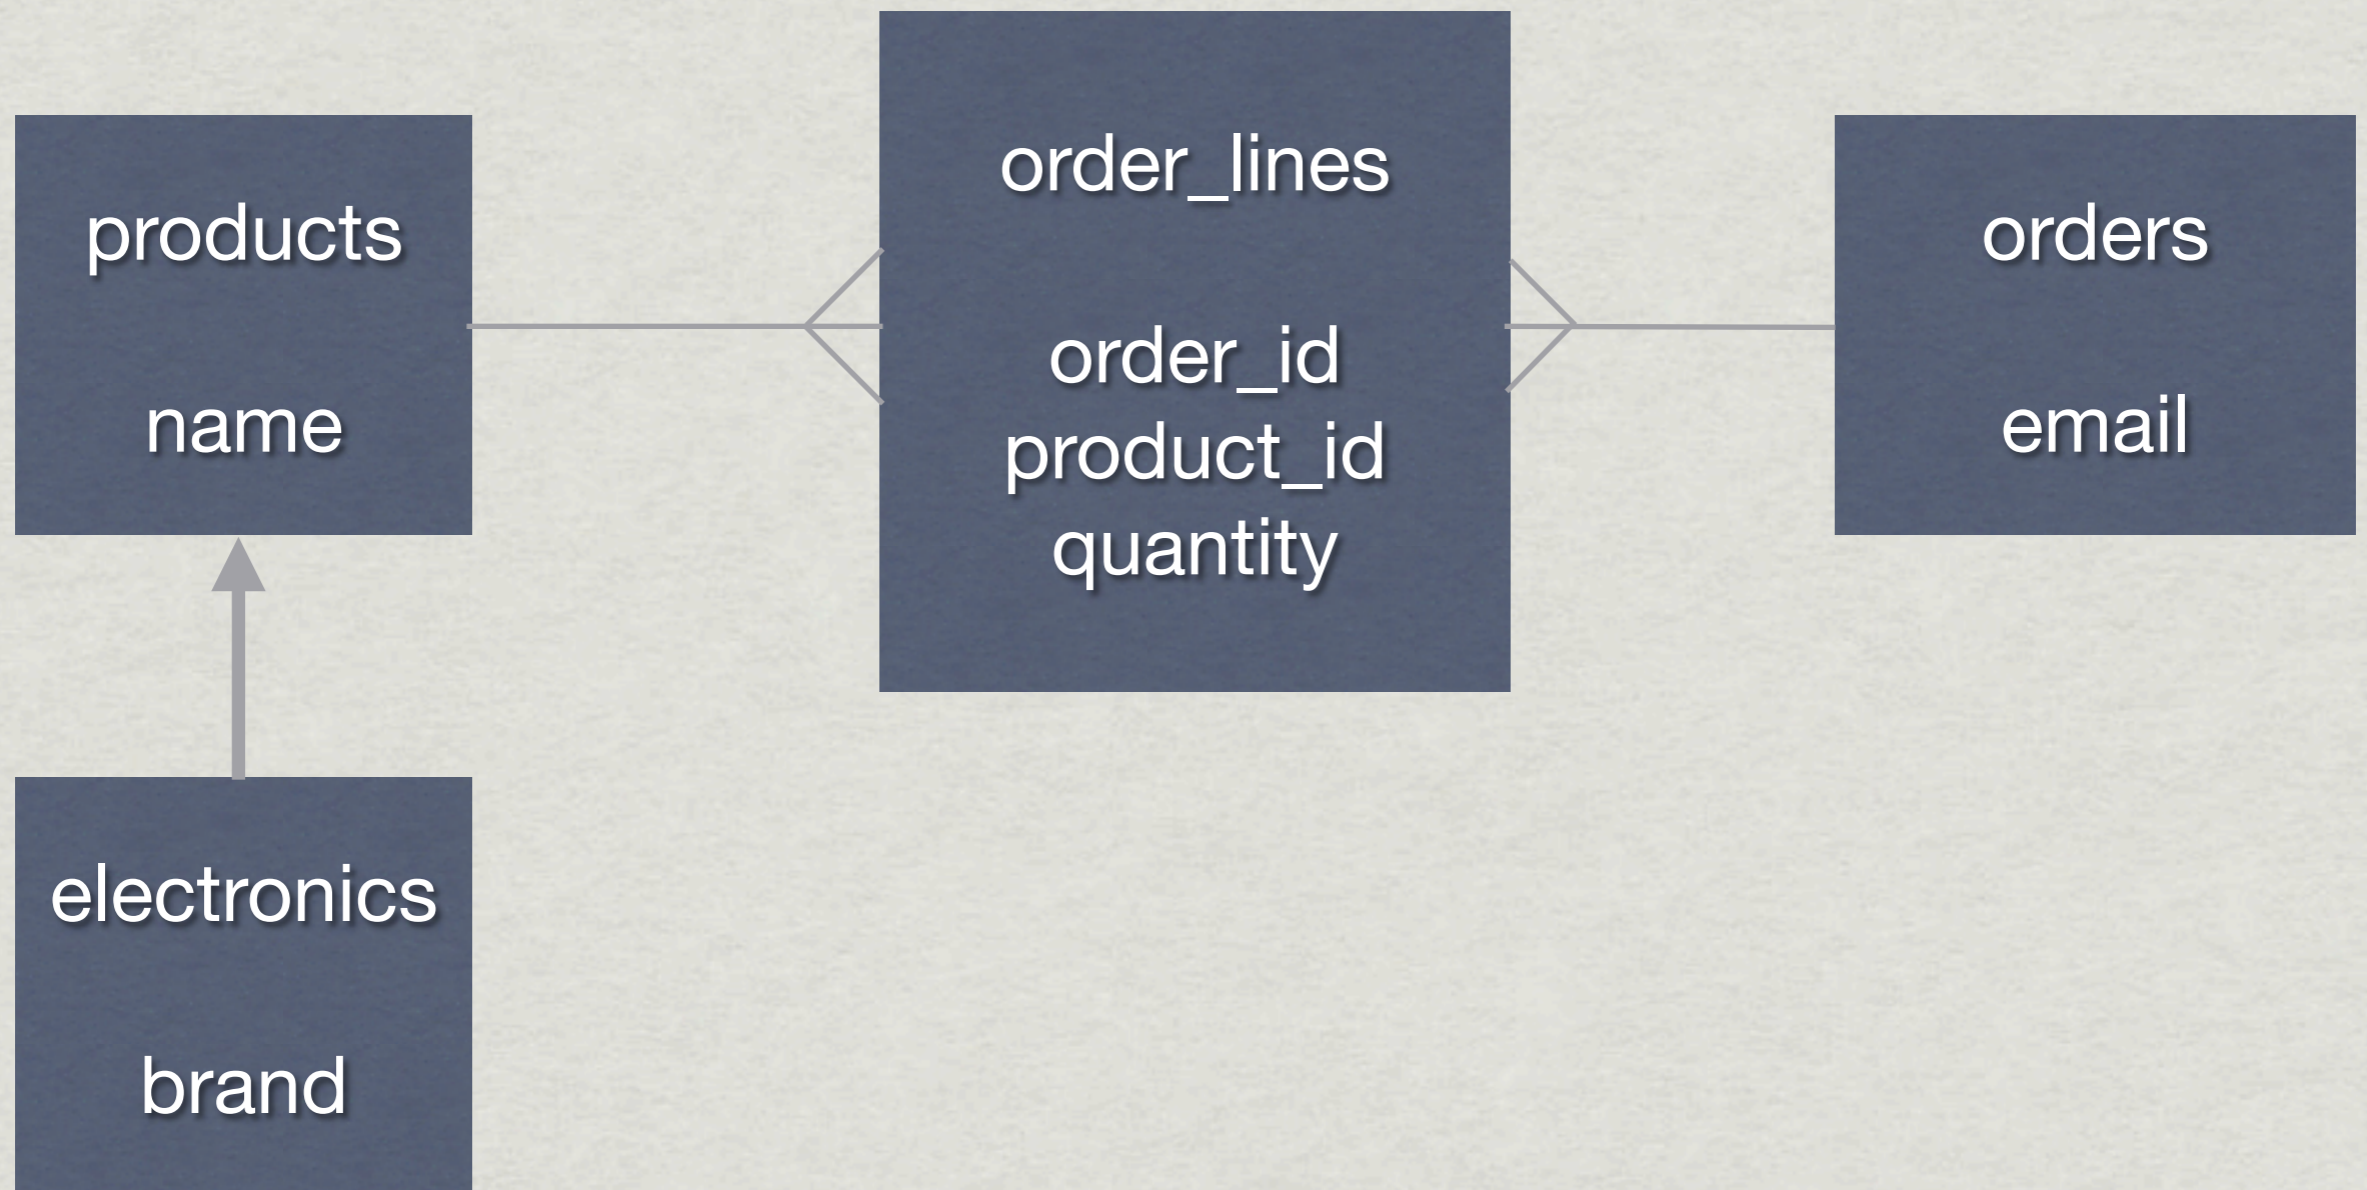 products
name
order_lines
order_id
product_id
quantity
orders
email
electronics
brand